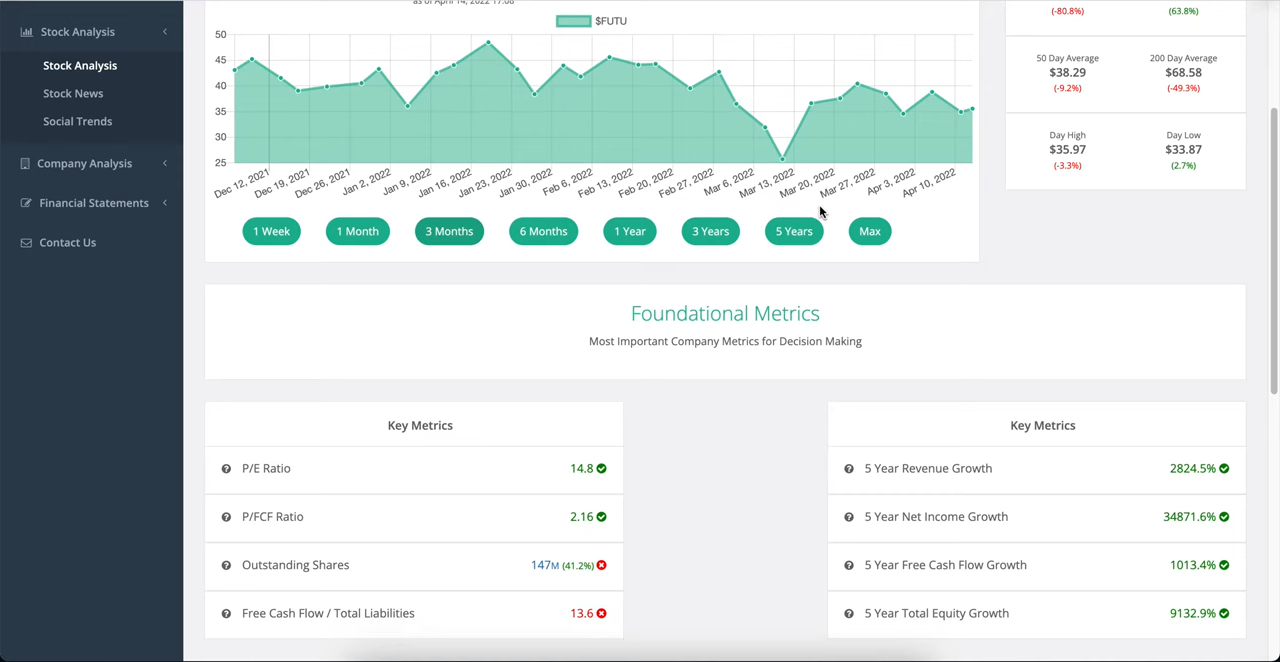 Stock Analysis
Stock Analysis
Stock News
Social Trends
Company Analysis
Financial Statements
Contact Us
as of April 14, 2022 17:08
$FUTU
50
45
40
35
30
25
Dec 12, 2021
Dec 19, 2021
Dec 26, 2021
Jan 2, 2022
Jan 9, 2022
Jan 16, 2022
Jan 23, 2022
Jan 30, 2022
Feb 6, 2022
Feb 13, 2022
Feb 20, 2022
Feb 27, 2022
Mar 6, 2022
Mar 13, 2022
Mar 20, 2022
Mar 27, 2022
Apr 3, 2022
Apr 10, 2022
1 Week 1 Month 3 Months 6 Months 1 Year 3 Years 5 Years Max
(-80.8%) (63.8%)
50 Day Average 200 Day Average
$38.29 $68.58
(-9.2%) (-49.3%)
Day High Day Low
$35.97 $33.87
(-3.3%) (2.7%)
Foundational Metrics
Most Important Company Metrics for Decision Making
Key Metrics
P/E Ratio 14.8
P/FCF Ratio 2.16
Outstanding Shares 147M (41.2%)
Free Cash Flow / Total Liabilities 13.6
Key Metrics
5 Year Revenue Growth 2824.5%
5 Year Net Income Growth 34871.6%
5 Year Free Cash Flow Growth 1013.4%
5 Year Total Equity Growth 9132.9%